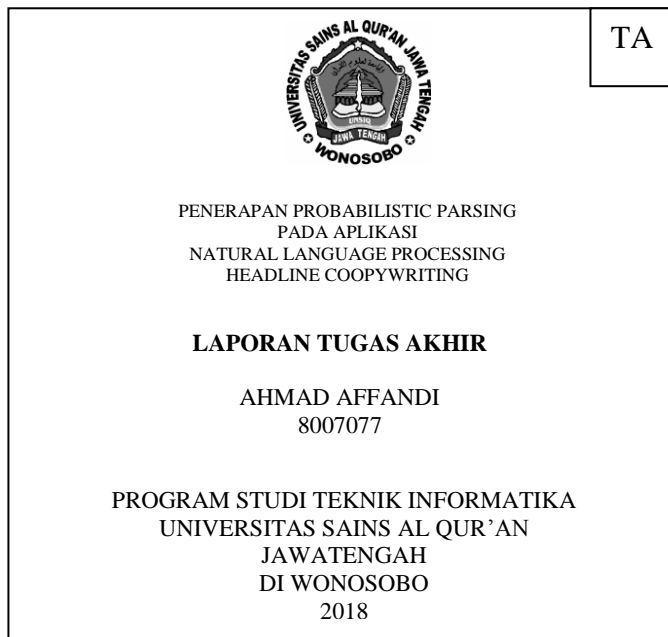 TA
UNIVERSITAS SAINS AL QUR'AN JAWA TENGAH
UNSIQ
JAWA TENGAH
WONOSOBO
PENERAPAN PROBABILISTIC PARSING
PADA APLIKASI
NATURAL LANGUAGE PROCESSING
HEADLINE COOPYWRITING
LAPORAN TUGAS AKHIR
AHMAD AFFANDI
8007077
PROGRAM STUDI TEKNIK INFORMATIKA
UNIVERSITAS SAINS AL QUR’AN
JAWATENGAH
DI WONOSOBO
2018